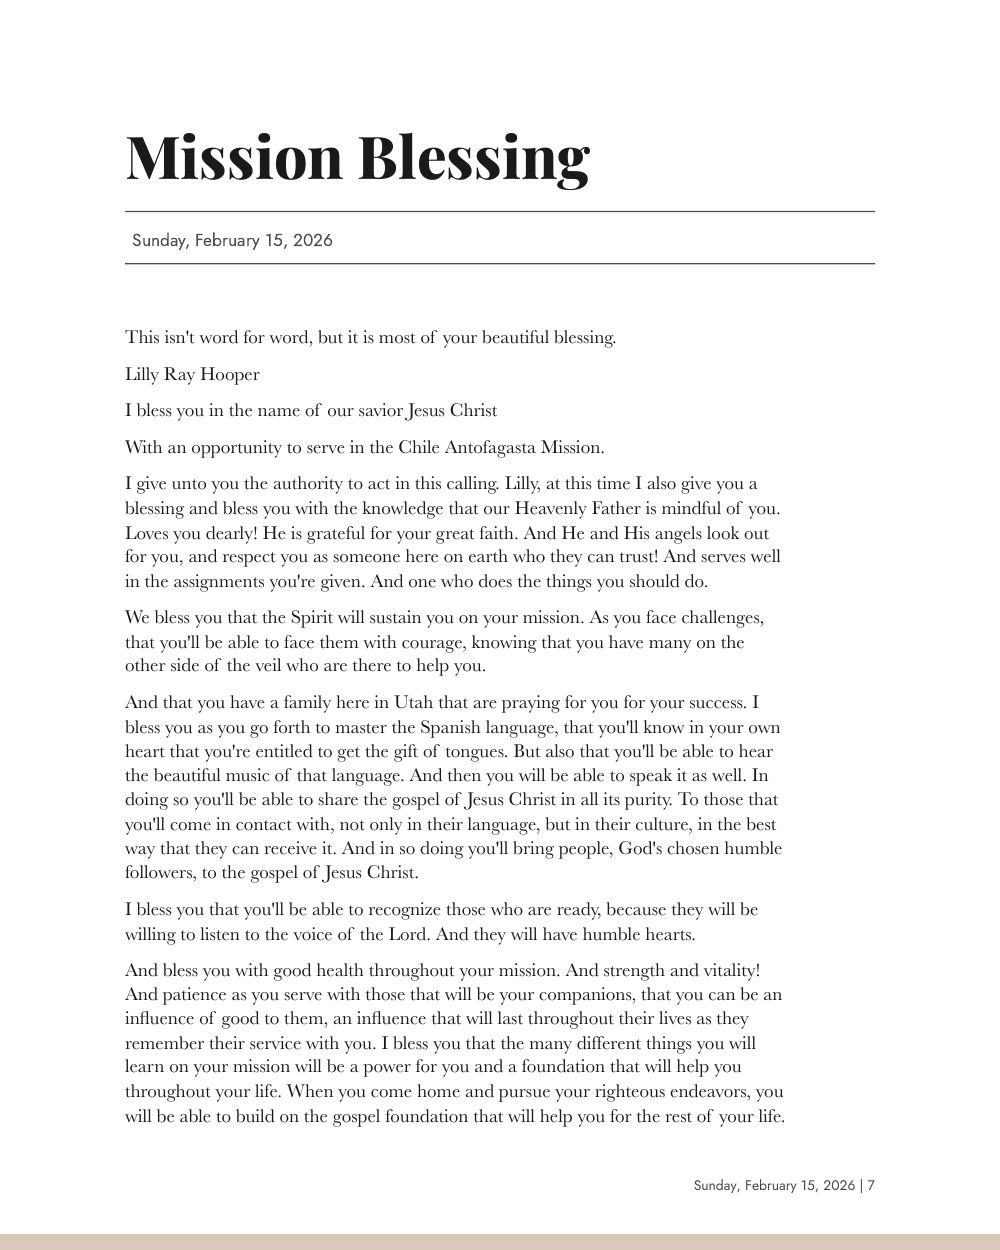 Mission Blessing
Sunday, February 15, 2026
This isn't word for word, but it is most of your beautiful blessing.
Lilly Ray Hooper
I bless you in the name of our savior Jesus Christ
With an opportunity to serve in the Chile Antofagasta Mission.
I give unto you the authority to act in this calling. Lilly, at this time I also give you a
blessing and bless you with the knowledge that our Heavenly Father is mindful of you.
Loves you dearly! He is grateful for your great faith. And He and His angels look out
for you, and respect you as someone here on earth who they can trust! And serves well
in the assignments you're given. And one who does the things you should do.
We bless you that the Spirit will sustain you on your mission. As you face challenges,
that you'll be able to face them with courage, knowing that you have many on the
other side of the veil who are there to help you.
And that you have a family here in Utah that are praying for you for your success. I
bless you as you go forth to master the Spanish language, that you'll know in your own
heart that you're entitled to get the gift of tongues. But also that you'll be able to hear
the beautiful music of that language. And then you will be able to speak it as well. In
doing so you'll be able to share the gospel of Jesus Christ in all its purity. To those that
you'll come in contact with, not only in their language, but in their culture, in the best
way that they can receive it. And in so doing you'll bring people, God's chosen humble
followers, to the gospel of Jesus Christ.
I bless you that you'll be able to recognize those who are ready, because they will be
willing to listen to the voice of the Lord. And they will have humble hearts.
And bless you with good health throughout your mission. And strength and vitality!
And patience as you serve with those that will be your companions, that you can be an
influence of good to them, an influence that will last throughout their lives as they
remember their service with you. I bless you that the many different things you will
learn on your mission will be a power for you and a foundation that will help you
throughout your life. When you come home and pursue your righteous endeavors, you
will be able to build on the gospel foundation that will help you for the rest of your life.
Sunday, February 15, 2026 | 7